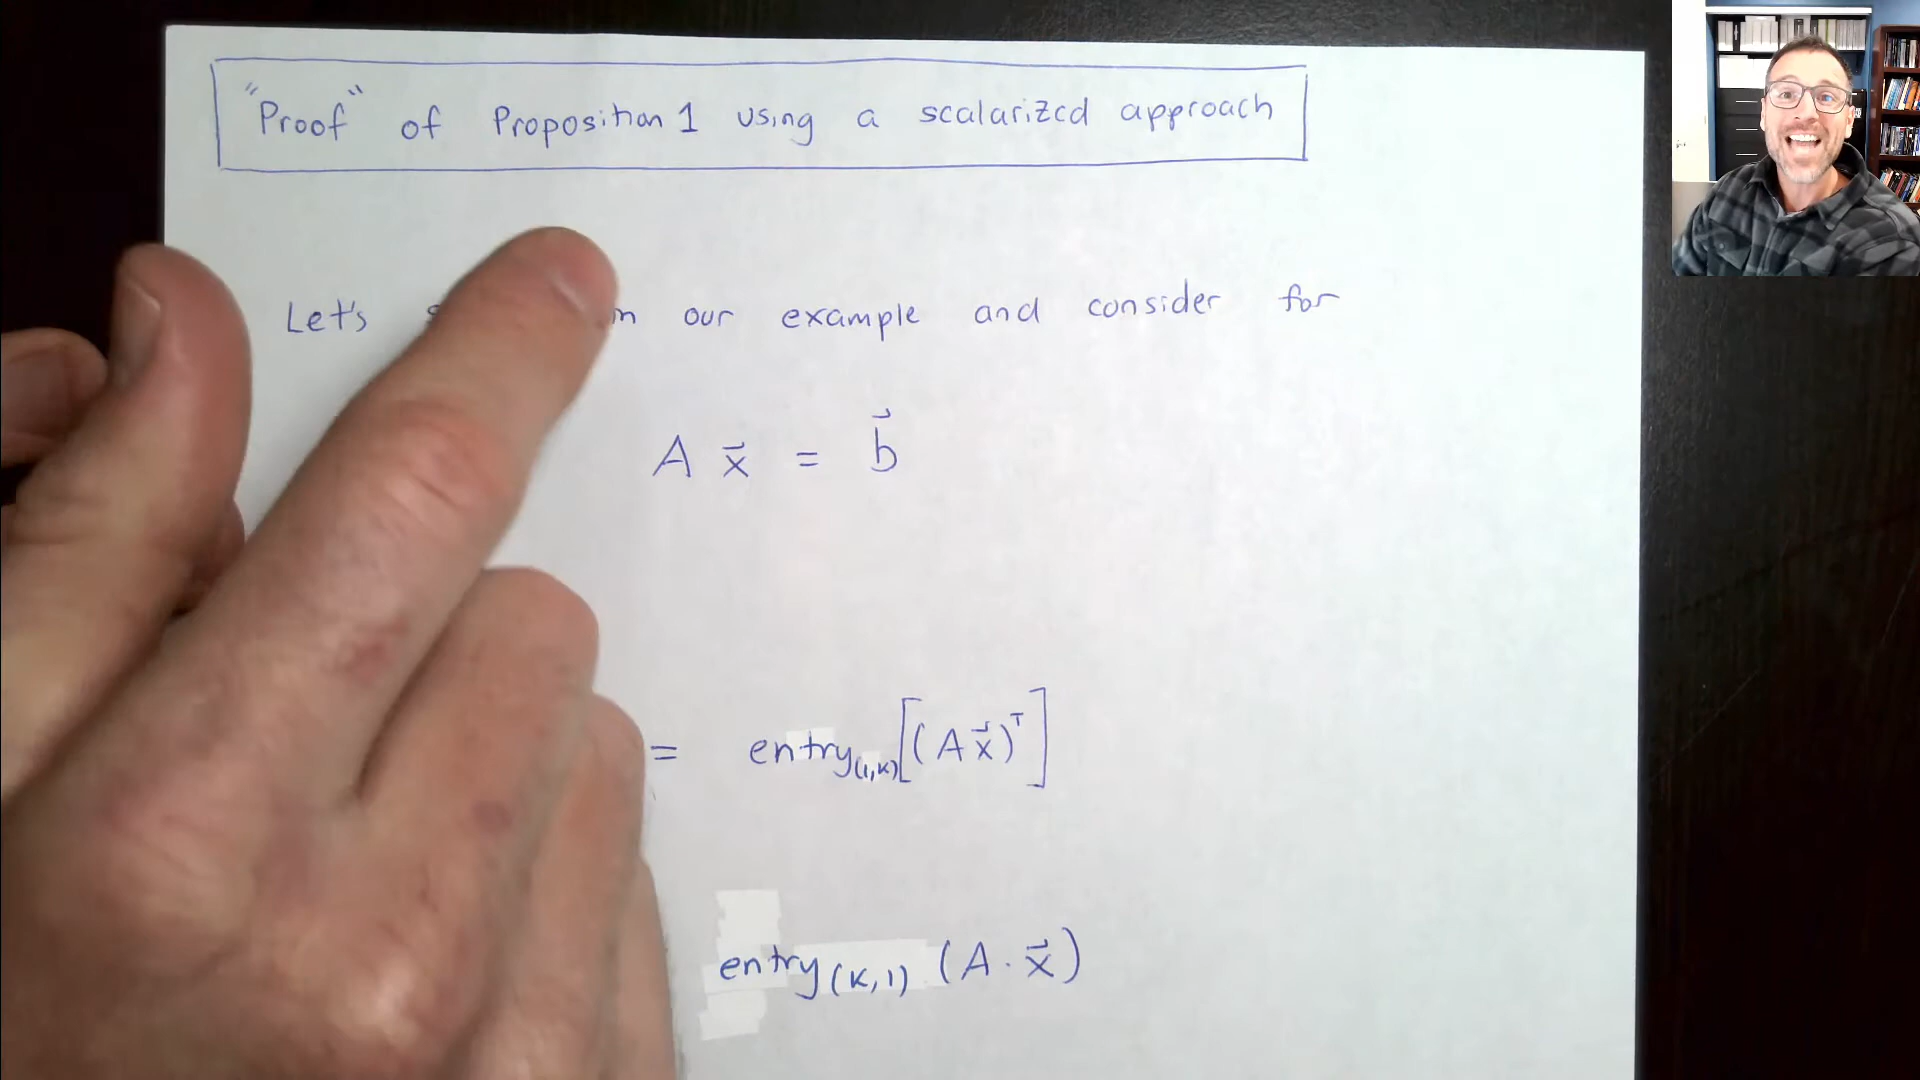 "Proof" of Proposition 1 using a scalarized approach
Let's our example and consider for
A x⃗ = b⃗
= entry(1,K)[(A x⃗)ᵀ]
entry(K,1) (A · x⃗)